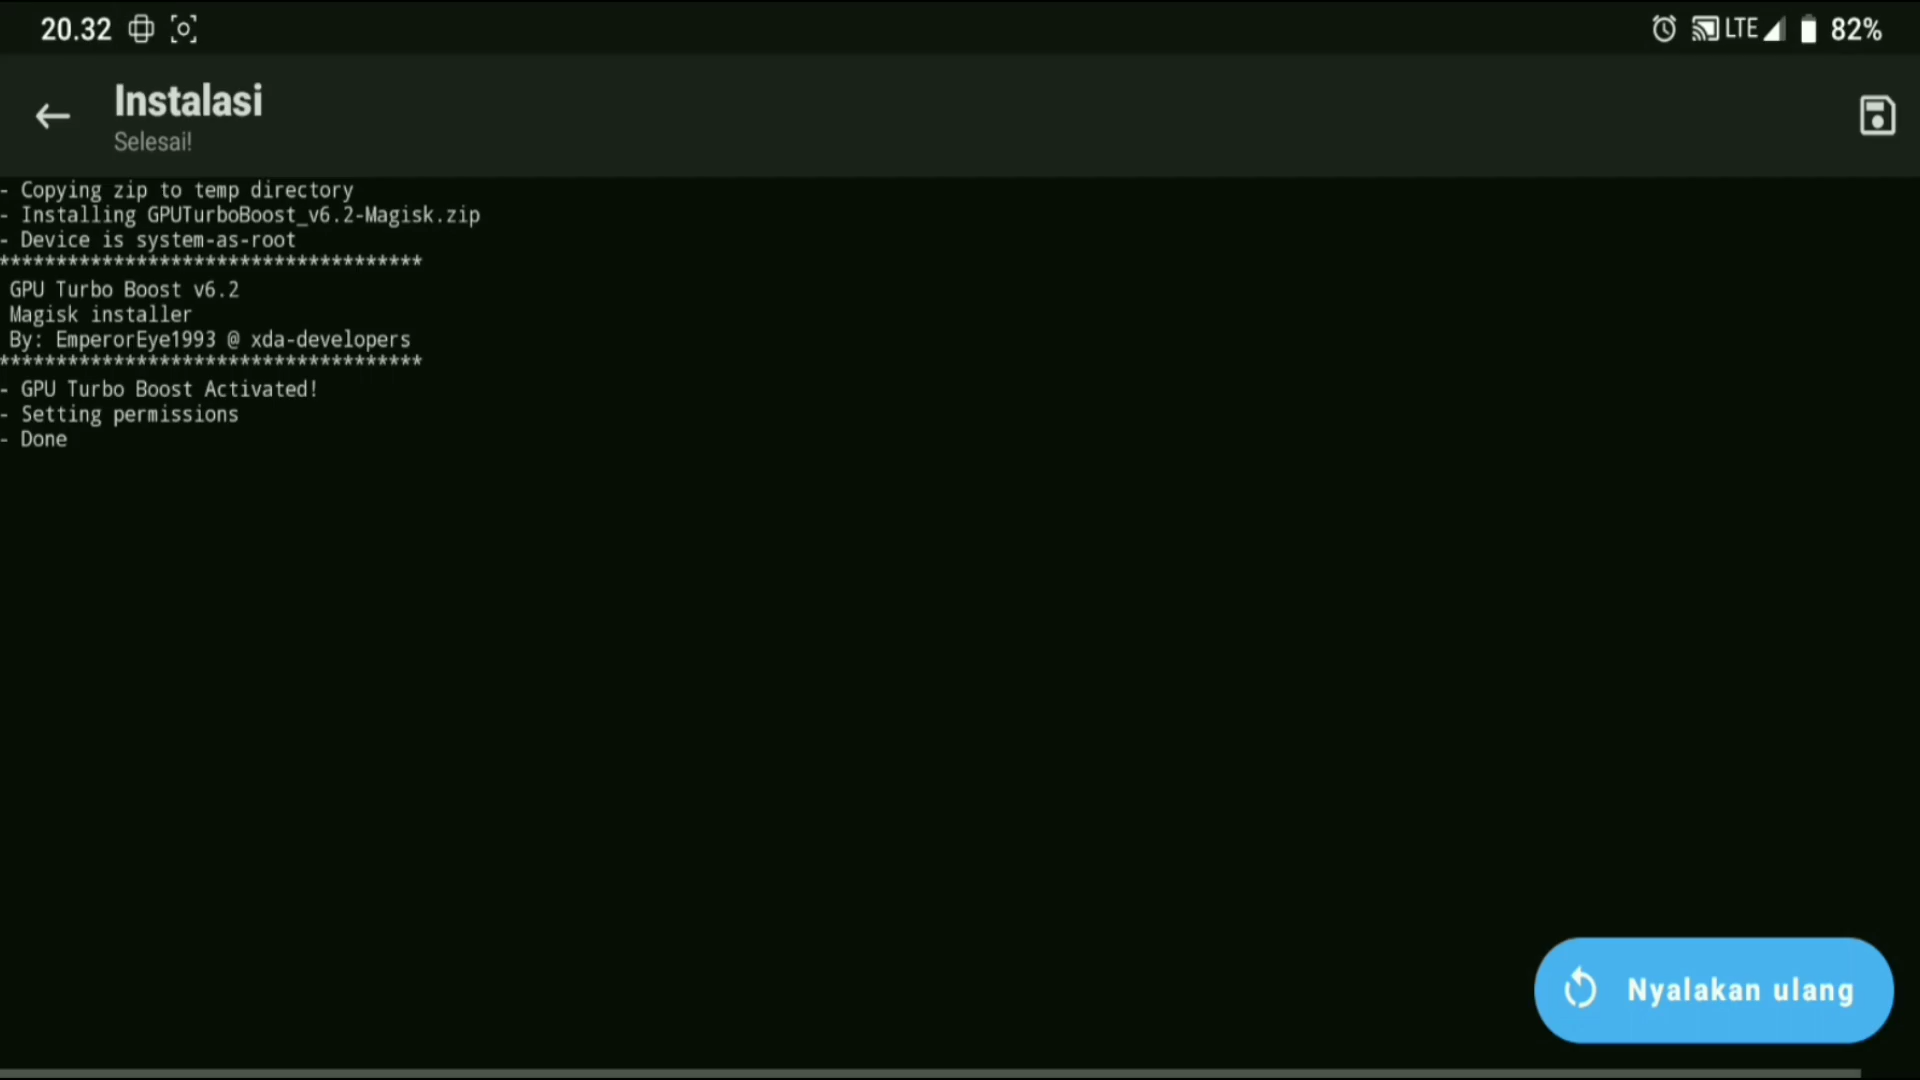 20.32
LTE 82%
Instalasi
Selesai!
- Copying zip to temp directory
- Installing GPUTurboBoost_v6.2-Magisk.zip
- Device is system-as-root
*************************************
GPU Turbo Boost v6.2
Magisk installer
By: EmperorEye1993 @ xda-developers
*************************************
- GPU Turbo Boost Activated!
- Setting permissions
- Done
Nyalakan ulang